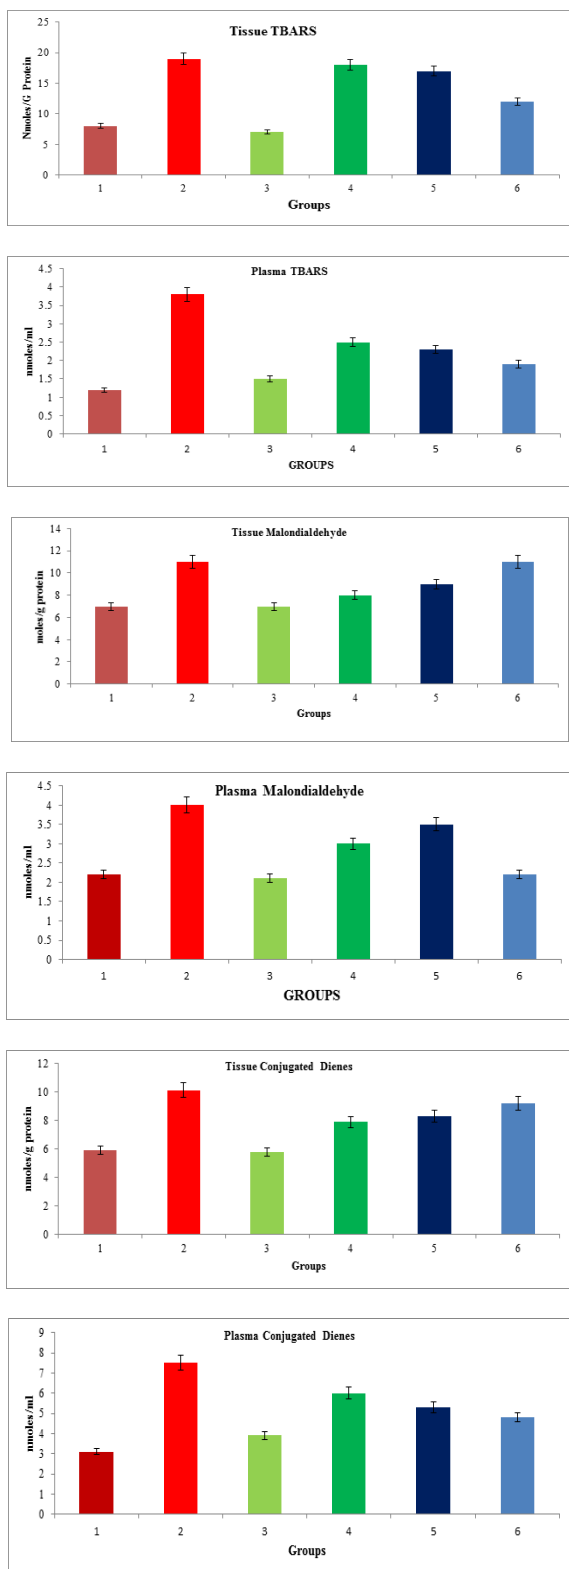 Tissue TBARS
Nmoles/G Protein
25
20
15
10
5
0
1 2 3 4 5 6
Groups
Plasma TBARS
nmoles/ml
4.5
4
3.5
3
2.5
2
1.5
1
0.5
0
1 2 3 4 5 6
GROUPS
Tissue Malondialdehyde
moles/g protein
14
12
10
8
6
4
2
0
1 2 3 4 5 6
Groups
Plasma Malondialdehyde
nmoles/ml
4.5
4
3.5
3
2.5
2
1.5
1
0.5
0
1 2 3 4 5 6
GROUPS
Tissue Conjugated Dienes
nmoles/g protein
12
10
8
6
4
2
0
1 2 3 4 5 6
Groups
Plasma Conjugated Dienes
nmoles/ml
9
8
7
6
5
4
3
2
1
0
1 2 3 4 5 6
Groups